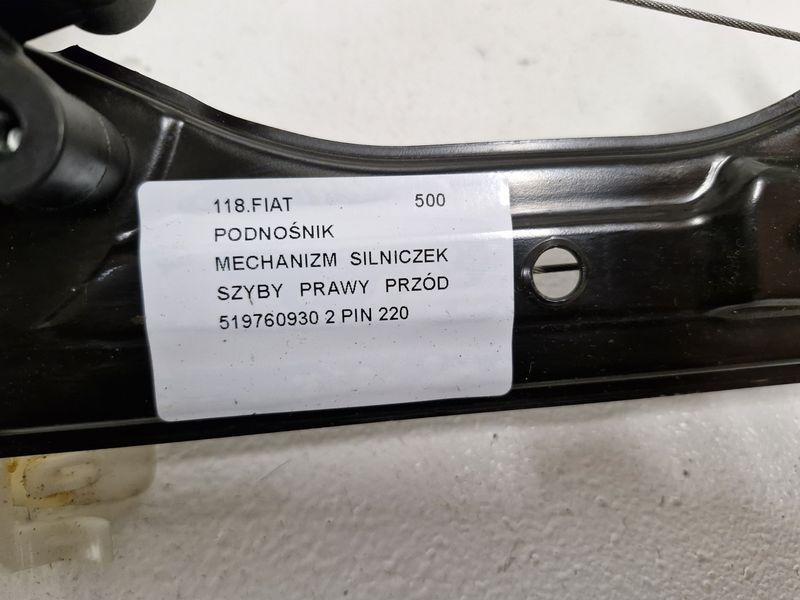 118.FIAT 500
PODNOŚNIK
MECHANIZM SILNICZEK
SZYBY PRAWY PRZÓD
519760930 2 PIN 220